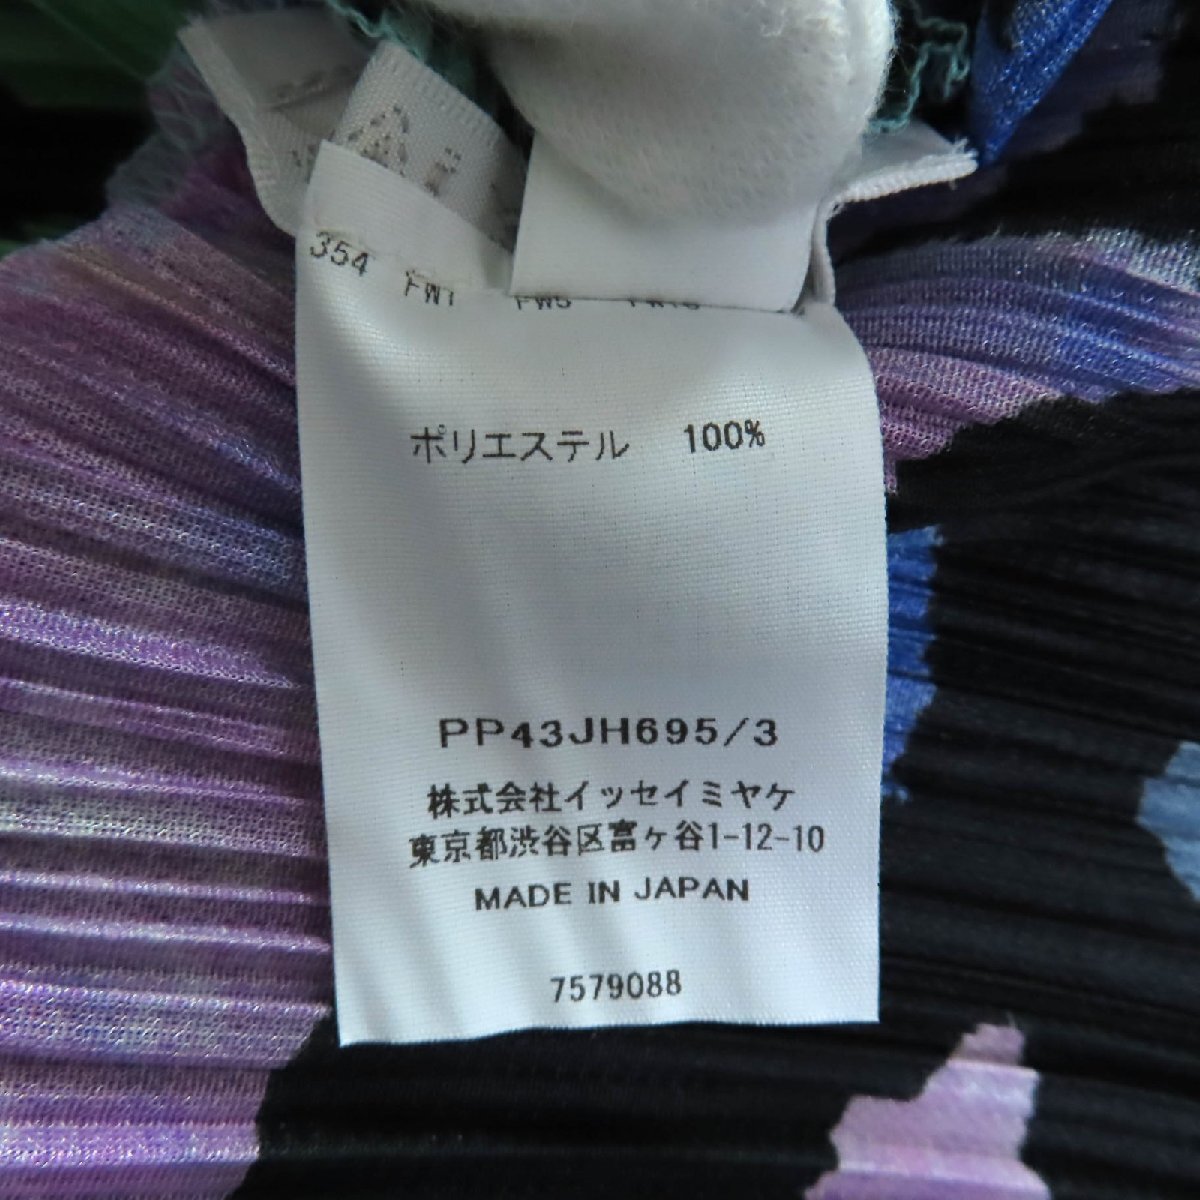 354
FW1
ポリエステル 100%
PP43JH695/3
株式会社イッセイミヤケ
東京都渋谷区富ヶ谷1-12-10
MADE IN JAPAN
7579088